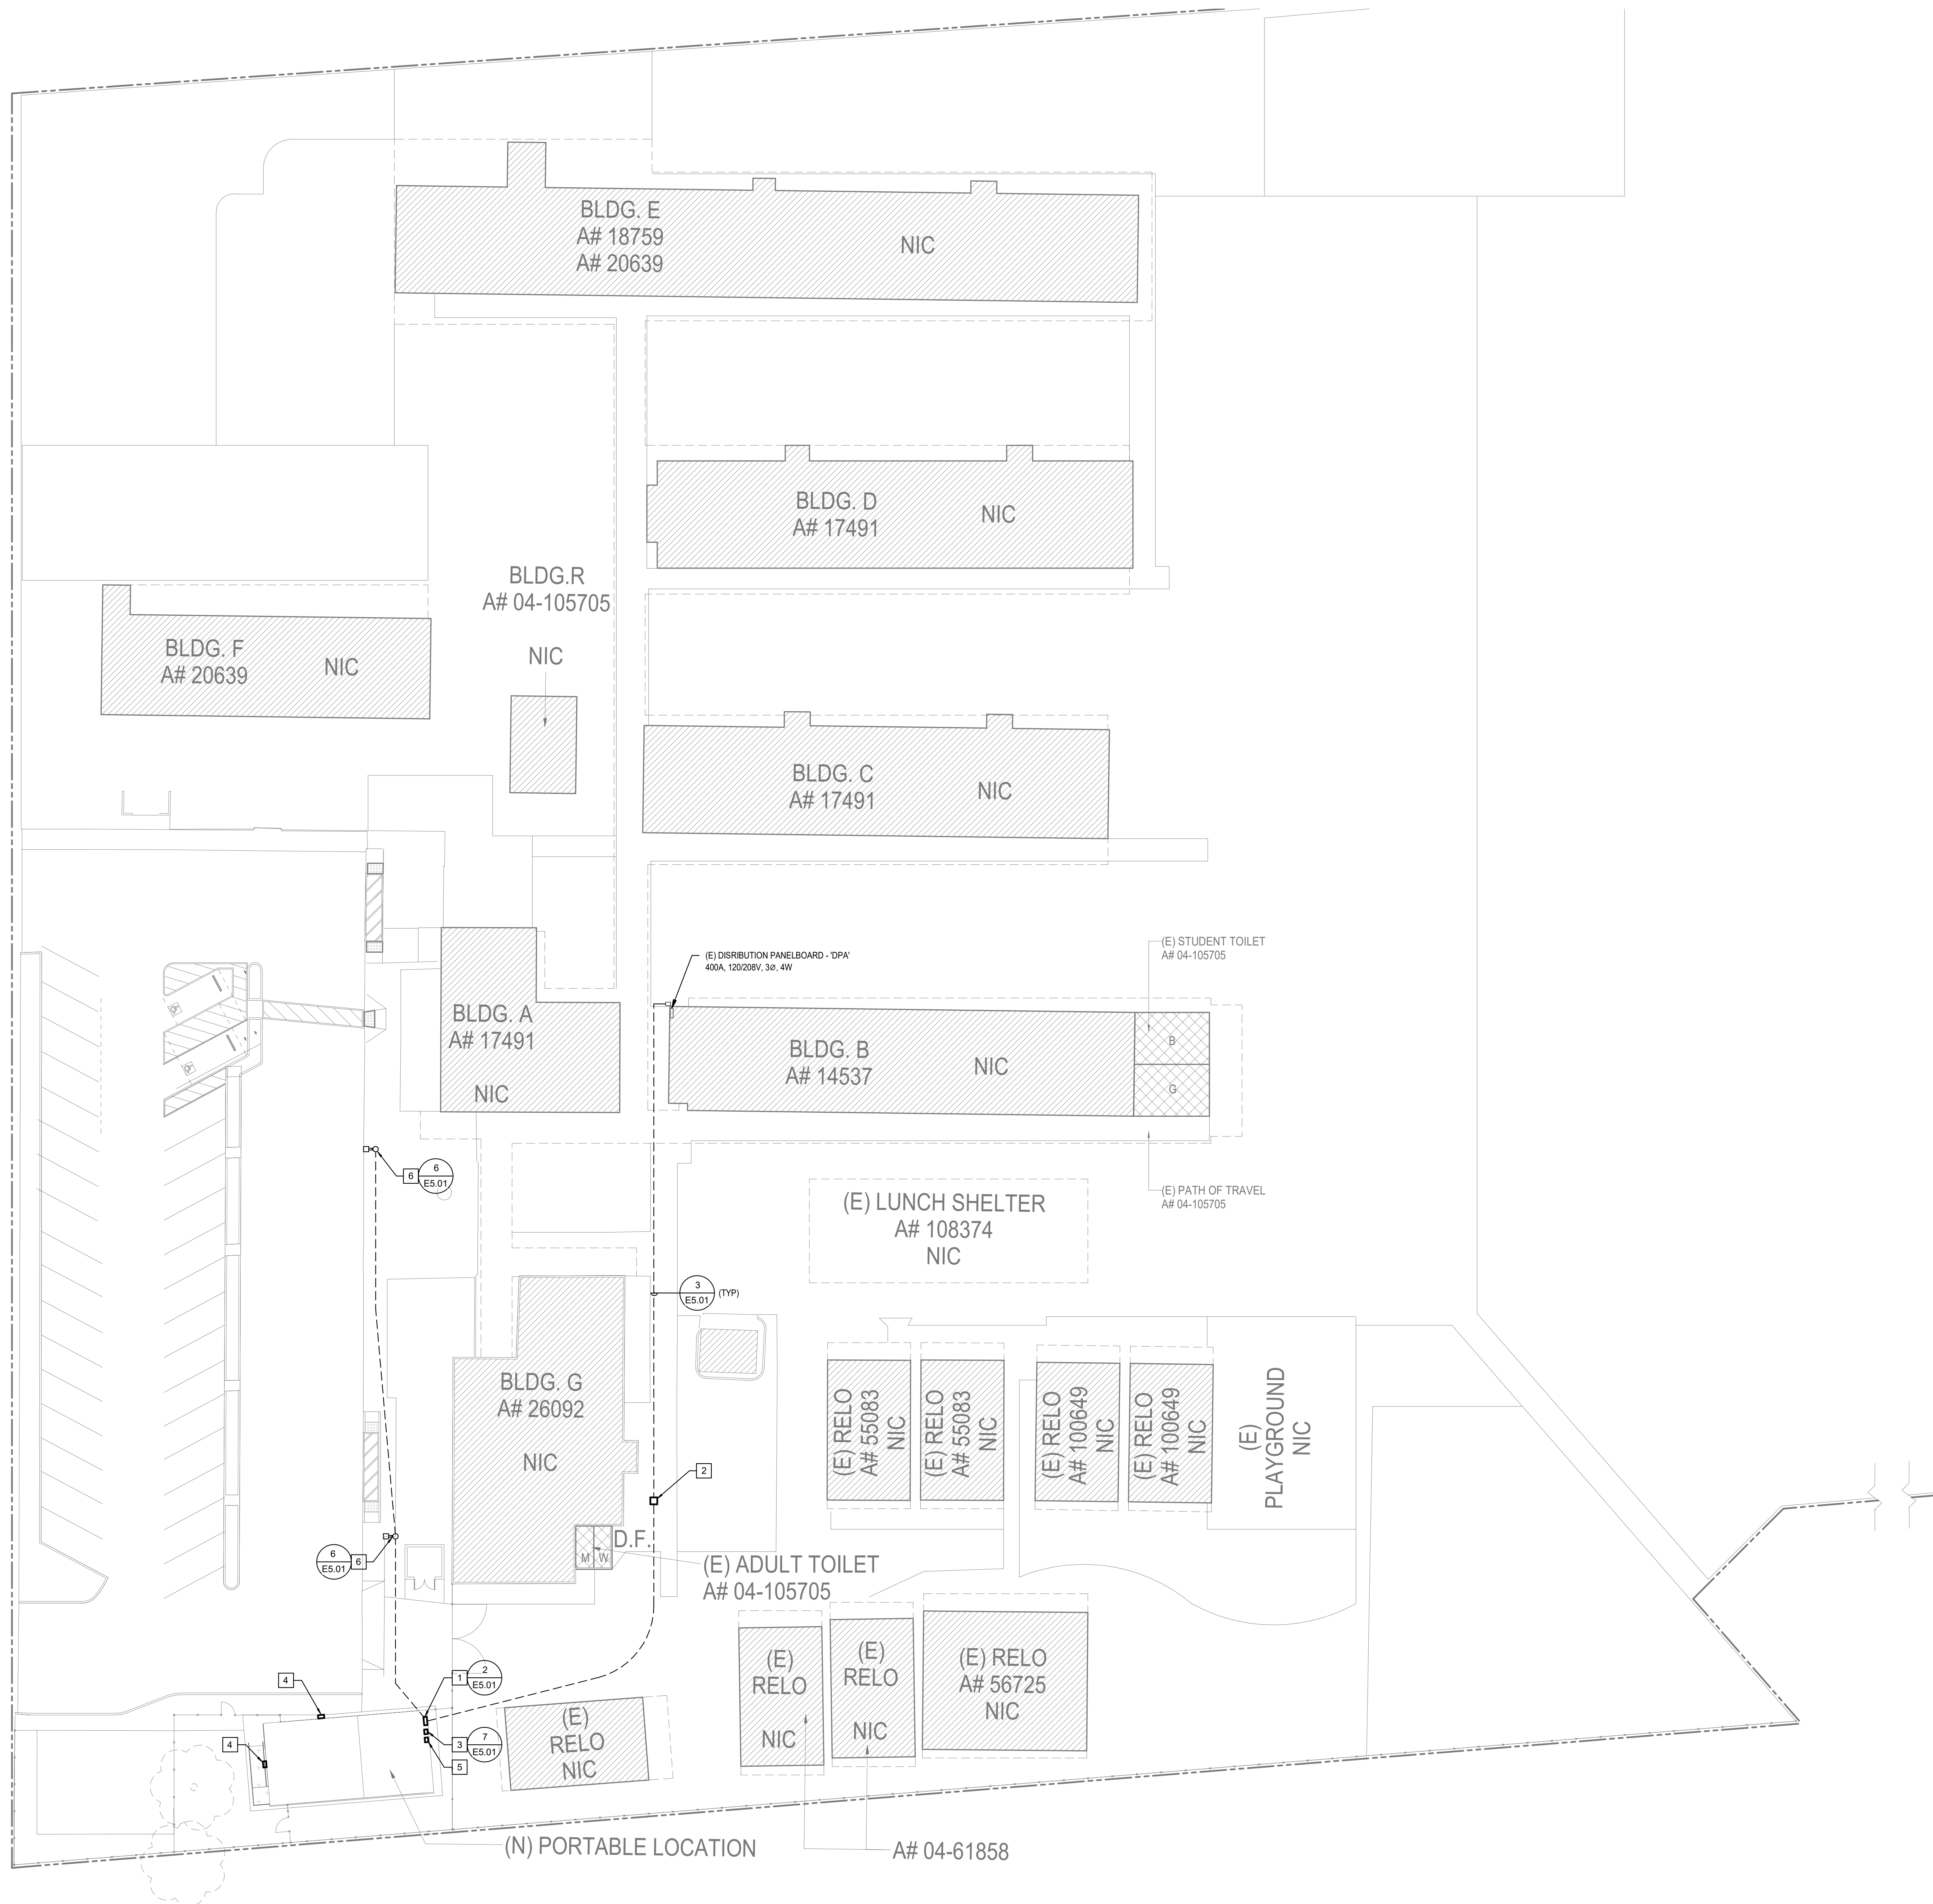 BLDG. E
A# 18759
A# 20639
NIC
BLDG. D
A# 17491
NIC
BLDG.R
A# 04-105705
NIC
BLDG. F
A# 20639
NIC
BLDG. C
A# 17491
NIC
(E) DISRIBUTION PANELBOARD - 'DPA'
400A, 120/208V, 3Ø, 4W
(E) STUDENT TOILET
A# 04-105705
BLDG. A
A# 17491
NIC
BLDG. B
A# 14537
NIC
B
G
6
6
E5.01
(E) PATH OF TRAVEL
A# 04-105705
(E) LUNCH SHELTER
A# 108374
NIC
3
E5.01
(TYP)
BLDG. G
A# 26092
NIC
(E) RELO
A# 55083
NIC
(E) RELO
A# 55083
NIC
(E) RELO
A# 100649
NIC
(E) RELO
A# 100649
NIC
(E)
PLAYGROUND
NIC
2
6
E5.01
6
M
W
D.F.
(E) ADULT TOILET
A# 04-105705
4
1
2
E5.01
4
3
7
E5.01
5
(E)
RELO
NIC
(E)
RELO
NIC
(E)
RELO
NIC
(E) RELO
A# 56725
NIC
(N) PORTABLE LOCATION
A# 04-61858